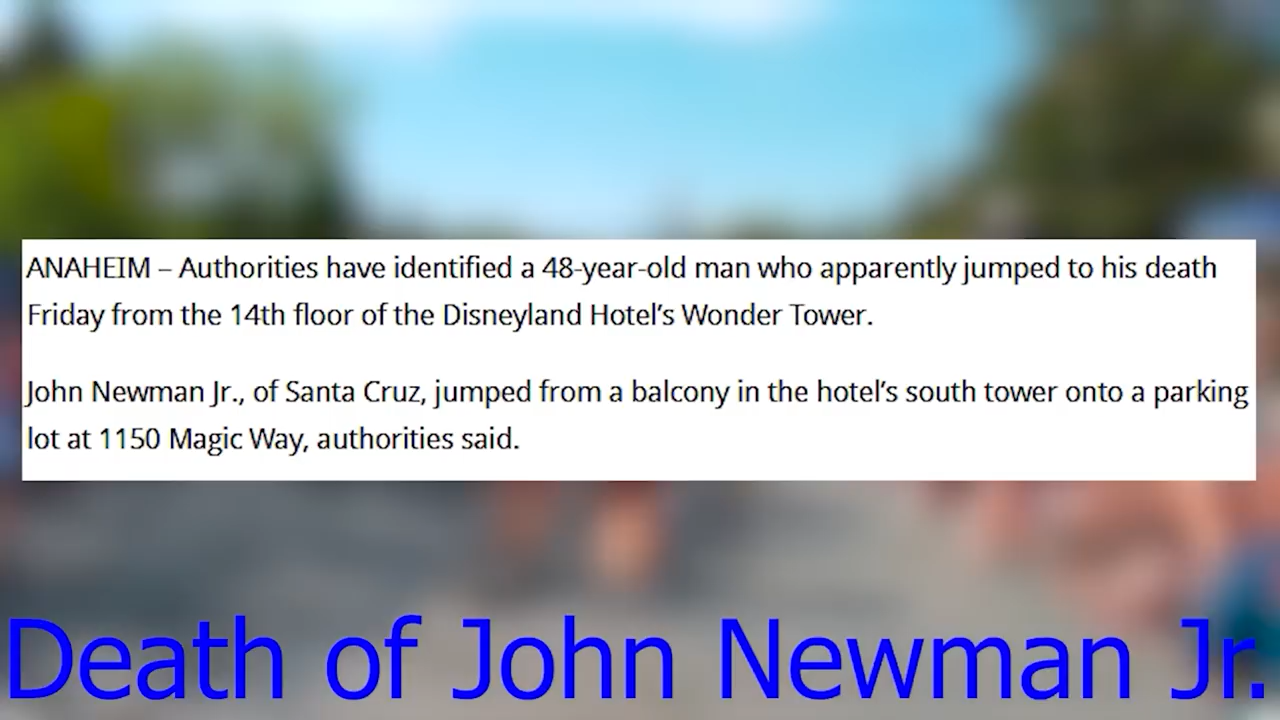 ANAHEIM – Authorities have identified a 48-year-old man who apparently jumped to his death
Friday from the 14th floor of the Disneyland Hotel’s Wonder Tower.
John Newman Jr., of Santa Cruz, jumped from a balcony in the hotel’s south tower onto a parking
lot at 1150 Magic Way, authorities said.
Death of John Newman Jr.